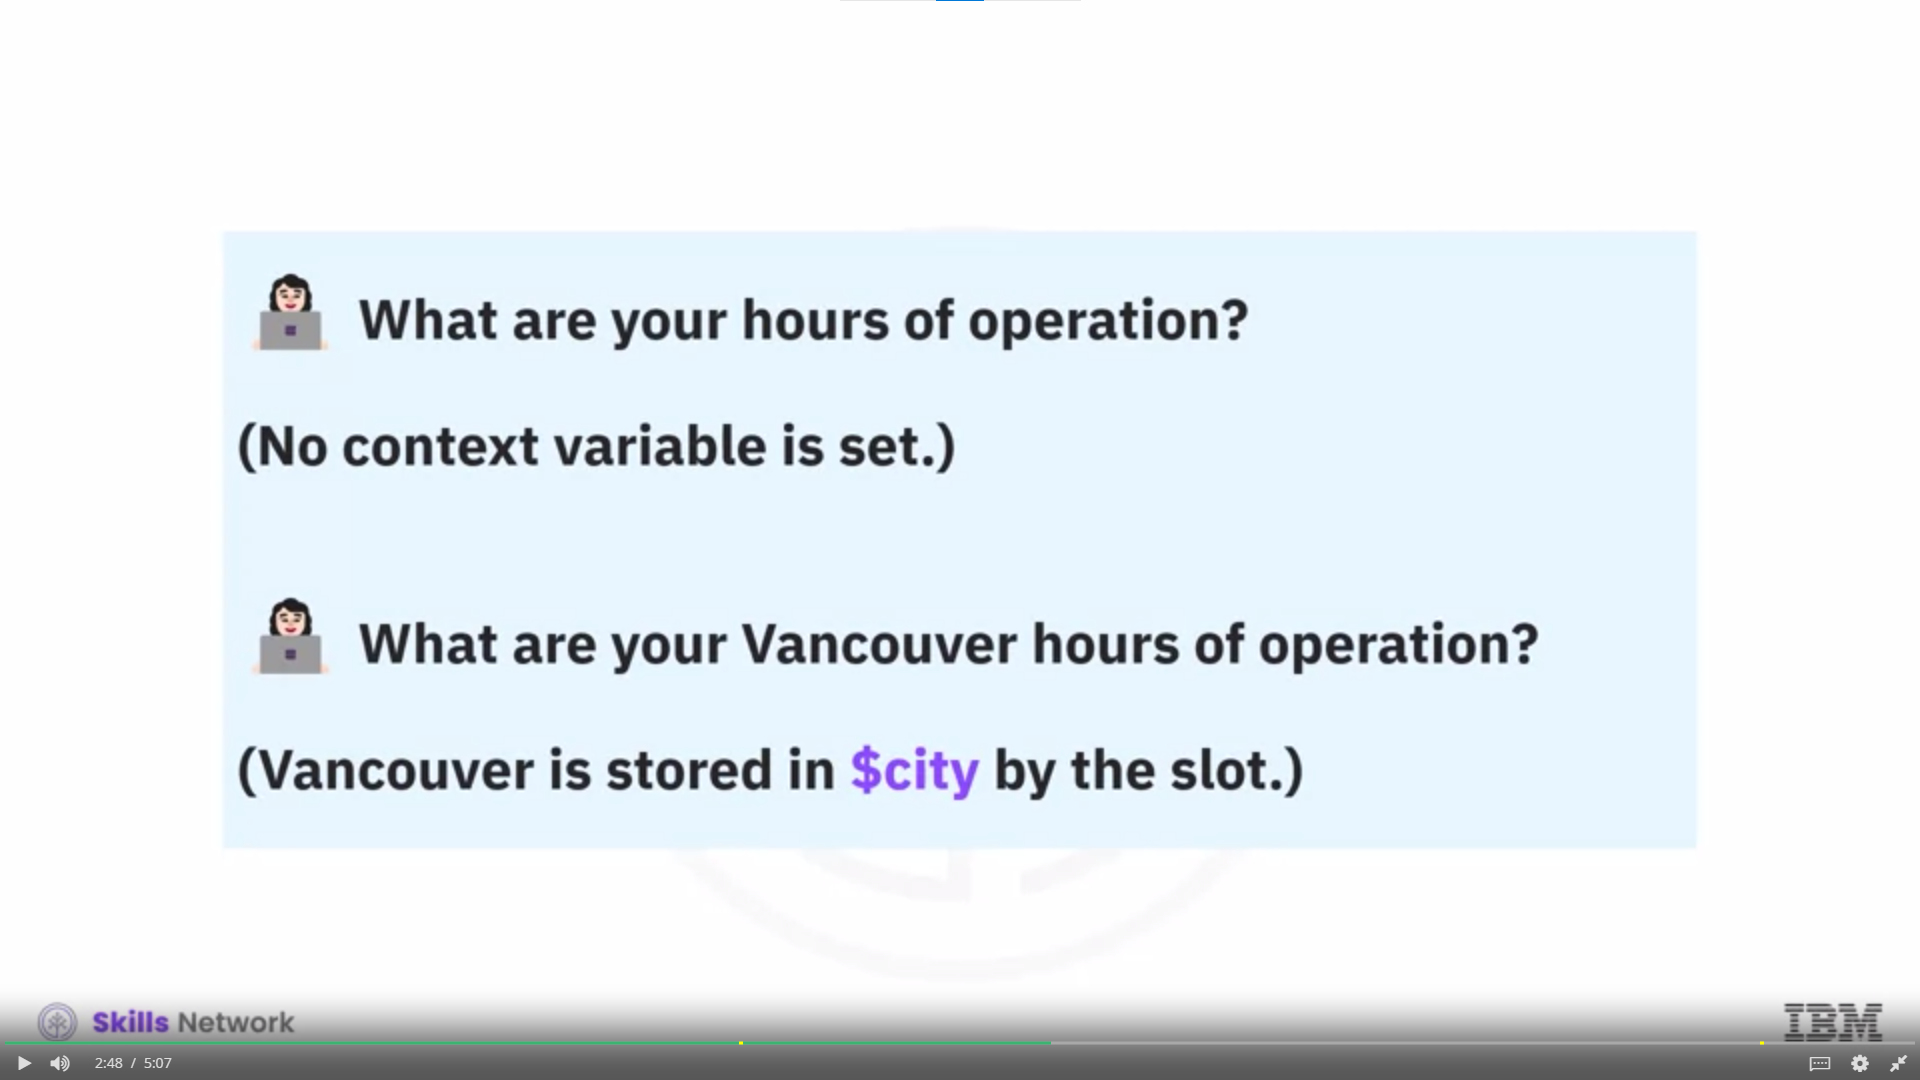 What are your hours of operation?
(No context variable is set.)
What are your Vancouver hours of operation?
(Vancouver is stored in $city by the slot.)
Skills Network
IBM
2:48 / 5:07